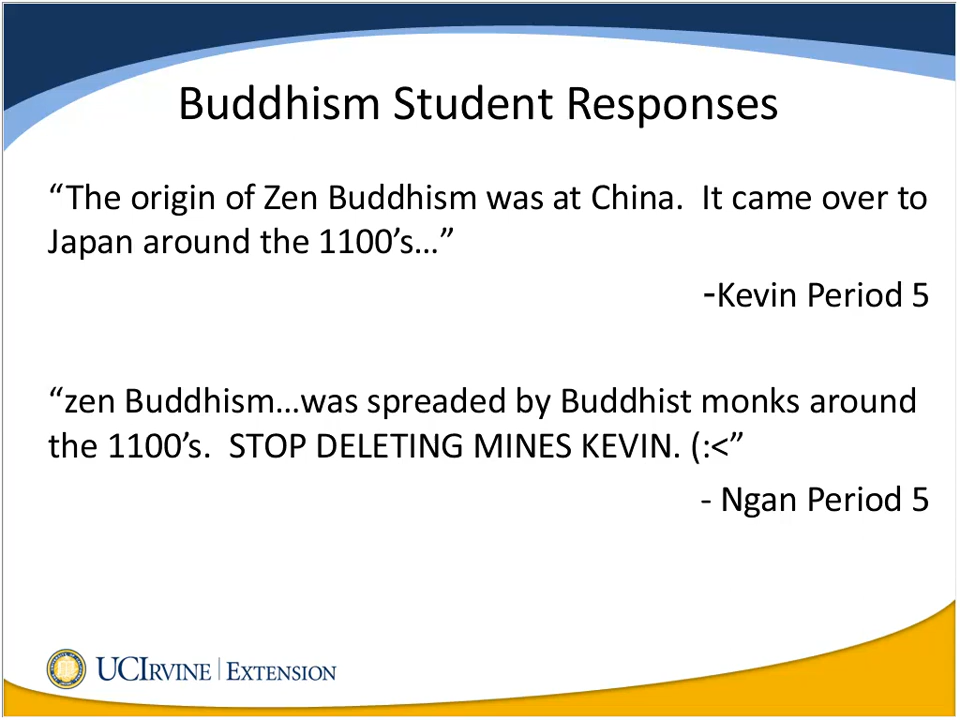 Buddhism Student Responses
“The origin of Zen Buddhism was at China.  It came over to
Japan around the 1100’s…”
-Kevin Period 5
“zen Buddhism…was spreaded by Buddhist monks around
the 1100’s.  STOP DELETING MINES KEVIN. (:<”
- Ngan Period 5
UCIRVINE | EXTENSION